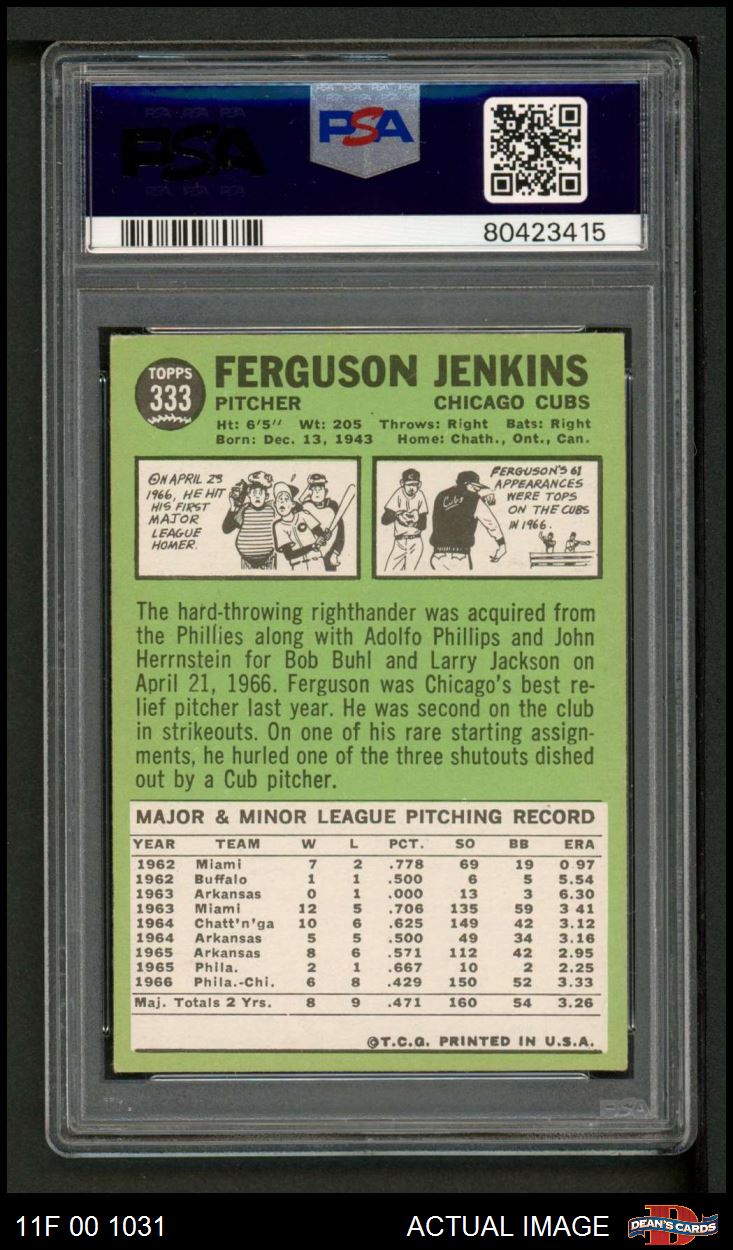 PSA
PSA
80423415
TOPPS
333
FERGUSON JENKINS
PITCHER CHICAGO CUBS
Ht: 6'5" Wt: 205 Throws: Right Bats: Right
Born: Dec. 13, 1943 Home: Chath., Ont., Can.
ON APRIL 23
1966, HE HIT
HIS FIRST
MAJOR
LEAGUE
HOMER.
FERGUSON'S 61
APPEARANCES
WERE TOPS
ON THE CUBS
IN 1966.
Cubs
The hard-throwing righthander was acquired from
the Phillies along with Adolfo Phillips and John
Herrnstein for Bob Buhl and Larry Jackson on
April 21, 1966. Ferguson was Chicago's best re-
lief pitcher last year. He was second on the club
in strikeouts. On one of his rare starting assign-
ments, he hurled one of the three shutouts dished
out by a Cub pitcher.
MAJOR & MINOR LEAGUE PITCHING RECORD
YEAR TEAM W L PCT. SO BB ERA
1962 Miami 7 2 .778 69 19 0 97
1962 Buffalo 1 1 .500 6 5 5.54
1963 Arkansas 0 1 .000 13 3 6.30
1963 Miami 12 5 .706 135 59 3 41
1964 Chatt'n'ga 10 6 .625 149 42 3.12
1964 Arkansas 5 5 .500 49 34 3.16
1965 Arkansas 8 6 .571 112 42 2.95
1965 Phila. 2 1 .667 10 2 2.25
1966 Phila.-Chi. 6 8 .429 150 52 3.33
Maj. Totals 2 Yrs. 8 9 .471 160 54 3.26
©T.C.G. PRINTED IN U.S.A.
PSA
11F 00 1031 ACTUAL IMAGE DEAN'S CARDS